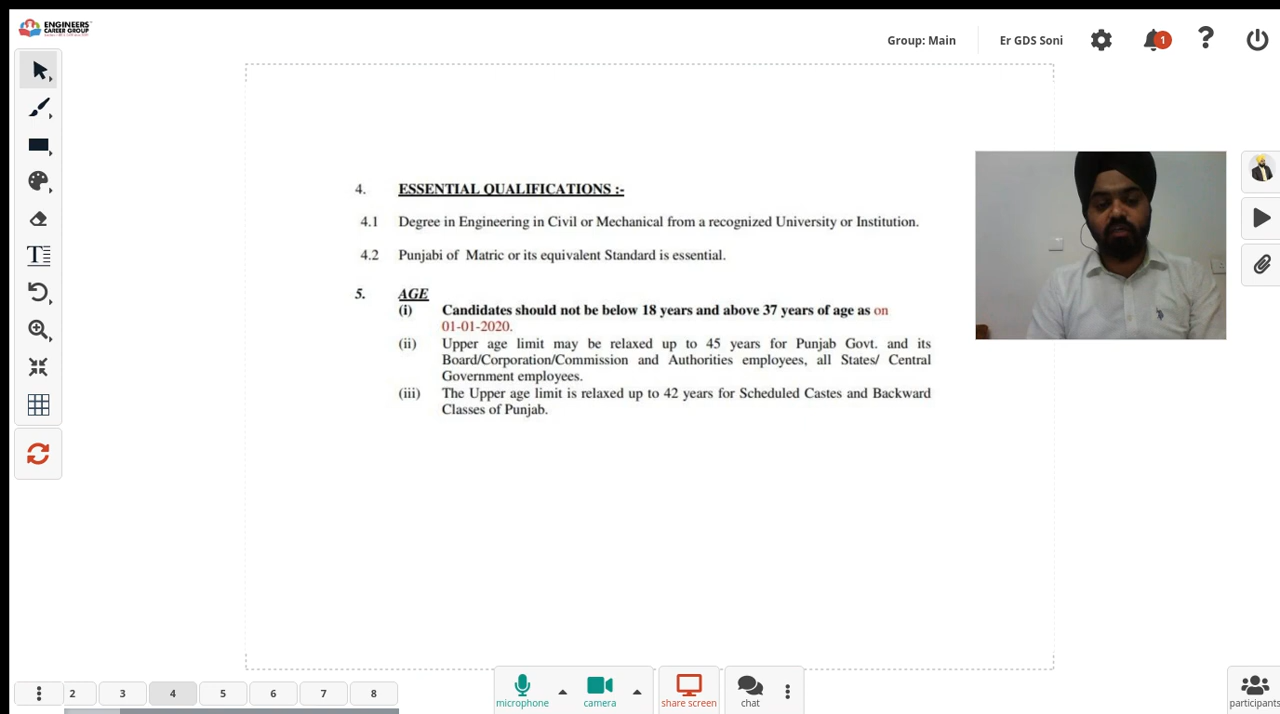 ENGINEERS
CAREER GROUP
Group: Main
Er GDS Soni
1
4. ESSENTIAL QUALIFICATIONS :-
4.1 Degree in Engineering in Civil or Mechanical from a recognized University or Institution.
4.2 Punjabi of Matric or its equivalent Standard is essential.
5. AGE
(i) Candidates should not be below 18 years and above 37 years of age as on
01-01-2020.
(ii) Upper age limit may be relaxed up to 45 years for Punjab Govt. and its
Board/Corporation/Commission and Authorities employees, all States/ Central
Government employees.
(iii) The Upper age limit is relaxed up to 42 years for Scheduled Castes and Backward
Classes of Punjab.
2 3 4 5 6 7 8
microphone camera share screen chat participants